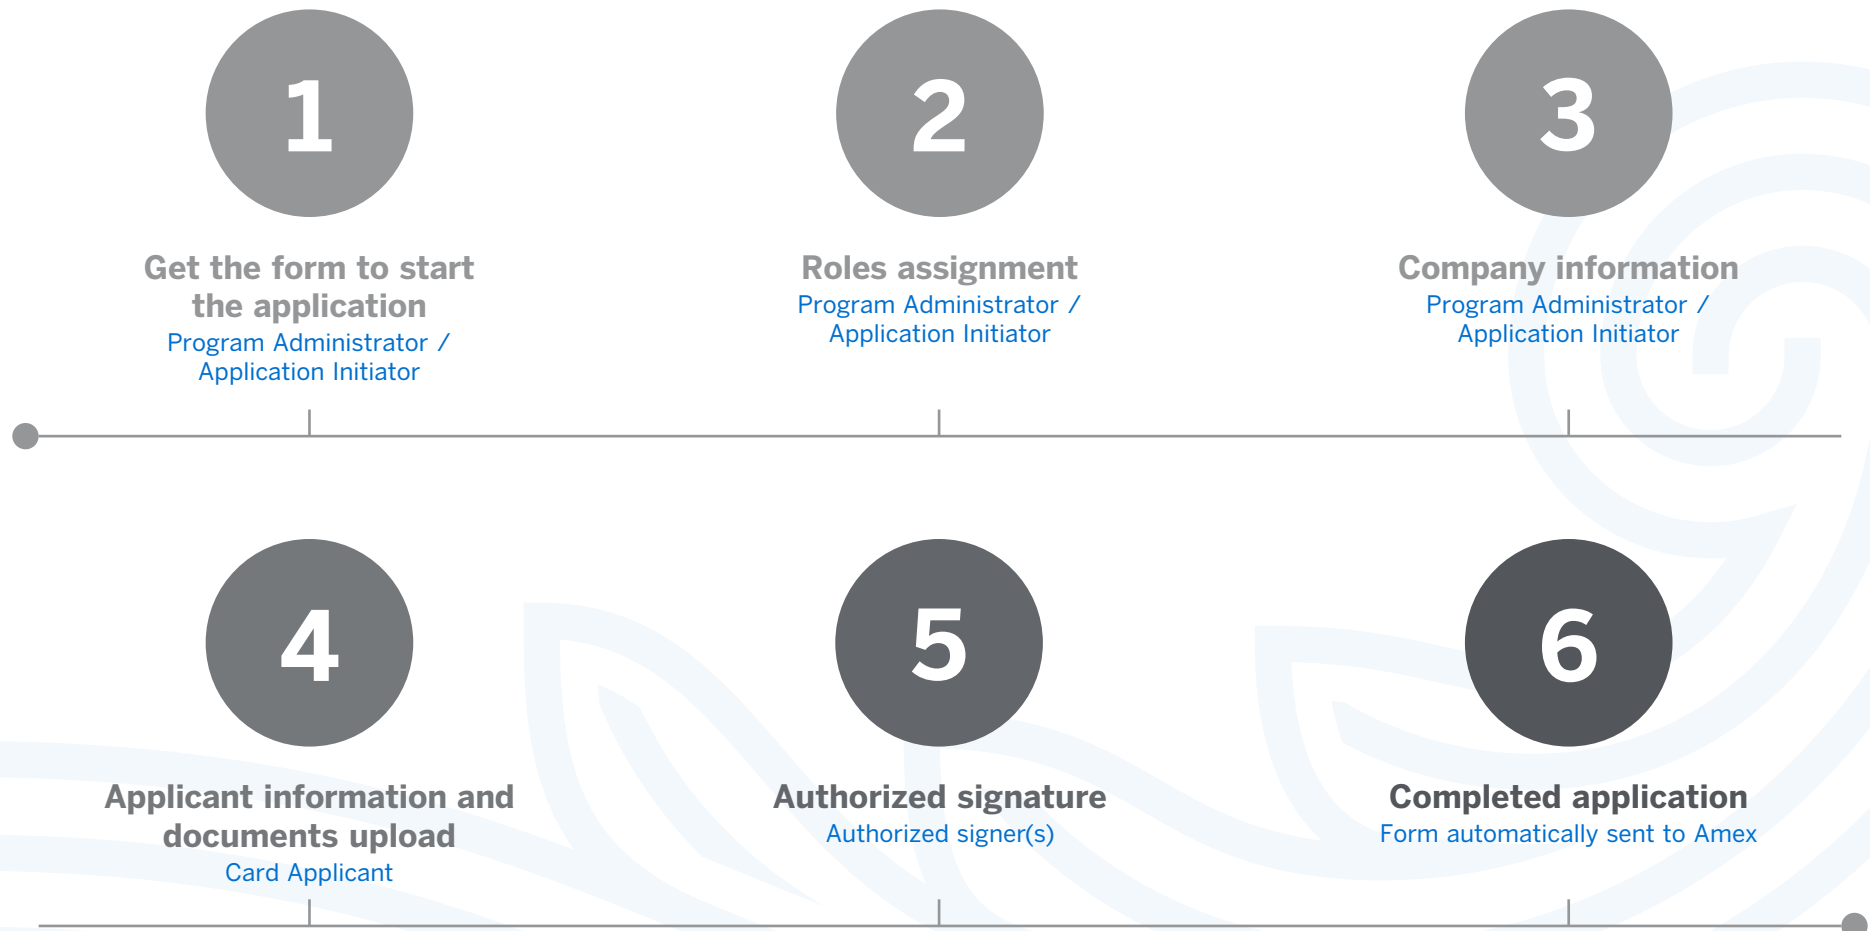 1
Get the form to start
the application
Program Administrator /
Application Initiator
2
Roles assignment
Program Administrator /
Application Initiator
3
Company information
Program Administrator /
Application Initiator
4
Applicant information and
documents upload
Card Applicant
5
Authorized signature
Authorized signer(s)
6
Completed application
Form automatically sent to Amex